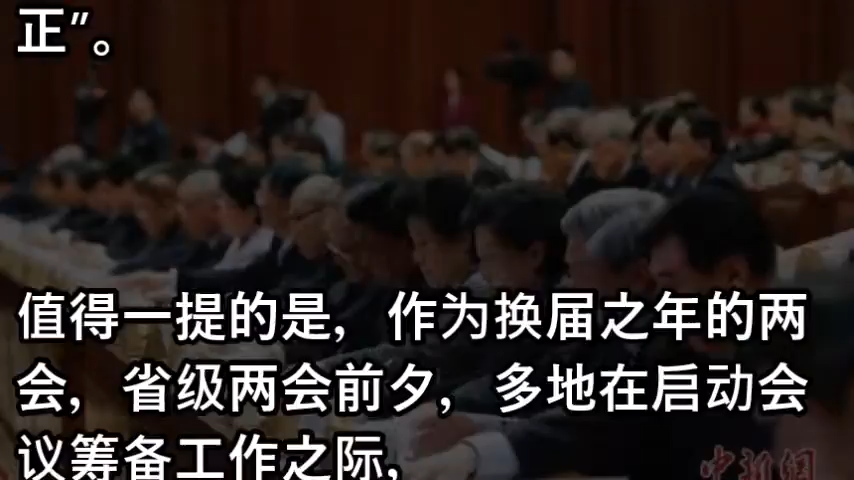 正”。
值得一提的是，作为换届之年的两
会，省级两会前夕，多地在启动会
议筹备工作之际，
中新网